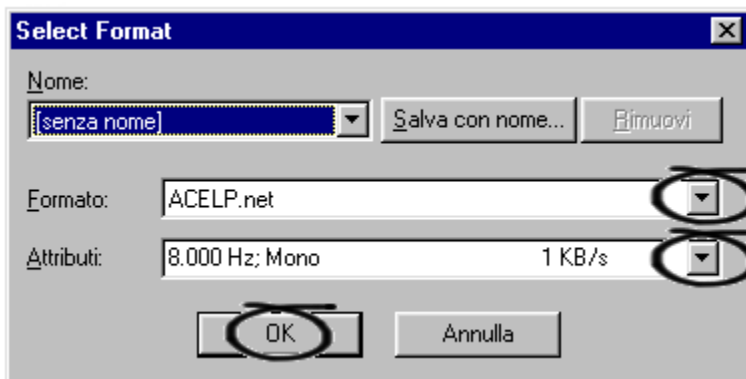 Select Format
Nome:
[senza nome] Salva con nome... Rimuovi
Formato: ACELP.net
Attributi: 8.000 Hz; Mono 1 KB/s
OK Annulla